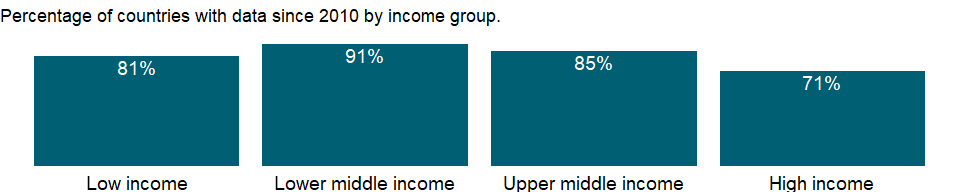 Percentage of countries with data since 2010 by income group.
81%
91%
85%
71%
Low income
Lower middle income
Upper middle income
High income